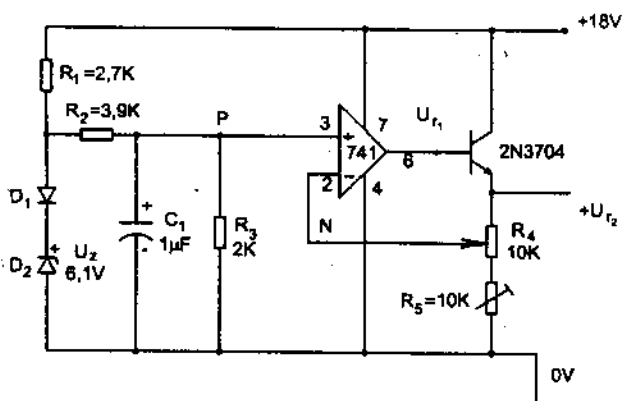 +18V
R1=2,7K
R2=3,9K
P
3
+
7
741
6
Ur1
2N3704
2
-
4
D1
+
C1
1µF
-
R3
2K
N
R4
10K
+Ur2
D2
+
Uz
6,1V
R5=10K
0V